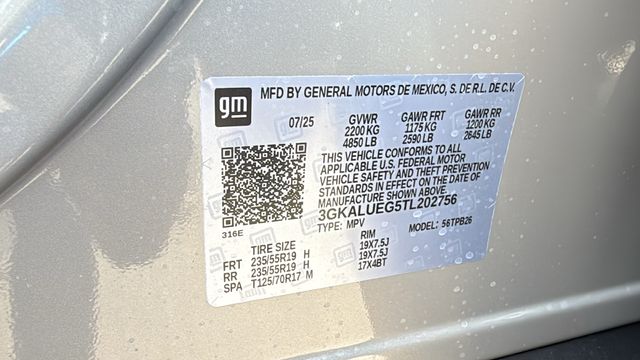 gm MFD BY GENERAL MOTORS DE MEXICO, S. DE R.L. DE C.V.
07/25 GVWR GAWR FRT GAWR RR
2200 KG 1175 KG 1200 KG
4850 LB 2590 LB 2645 LB
THIS VEHICLE CONFORMS TO ALL
APPLICABLE U.S. FEDERAL MOTOR
VEHICLE SAFETY AND THEFT PREVENTION
STANDARDS IN EFFECT ON THE DATE OF
MANUFACTURE SHOWN ABOVE.
3GKALUEG5TL202756
316E TYPE: MPV MODEL: 56TPB26
TIRE SIZE RIM
FRT 235/55R19 H 19X7.5J
RR 235/55R19 H 19X7.5J
SPA T125/70R17 M 17X4BT